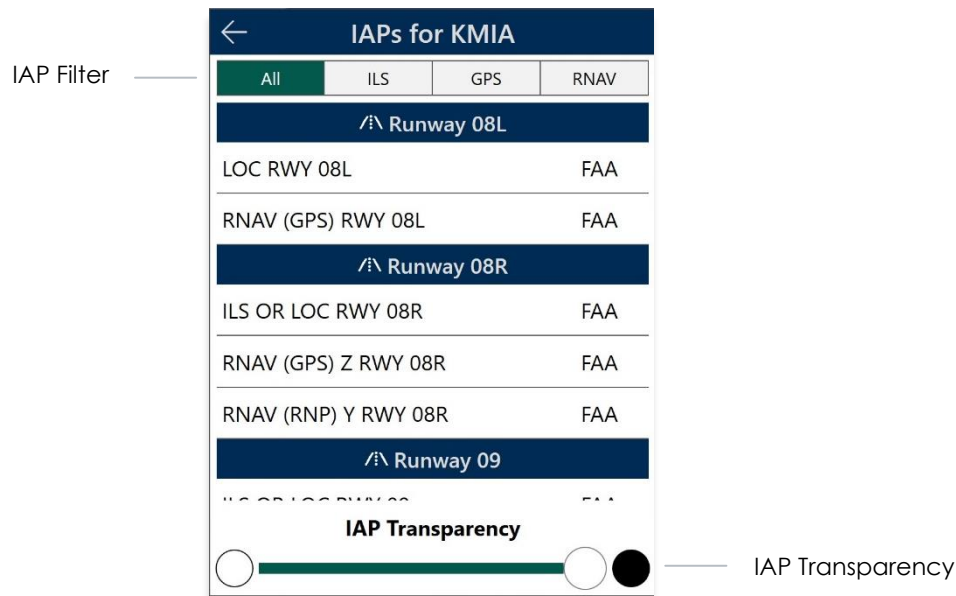 IAPs for KMIA
IAP Filter
All ILS GPS RNAV
Runway 08L
LOC RWY 08L FAA
RNAV (GPS) RWY 08L FAA
Runway 08R
ILS OR LOC RWY 08R FAA
RNAV (GPS) Z RWY 08R FAA
RNAV (RNP) Y RWY 08R FAA
Runway 09
IAP Transparency
IAP Transparency